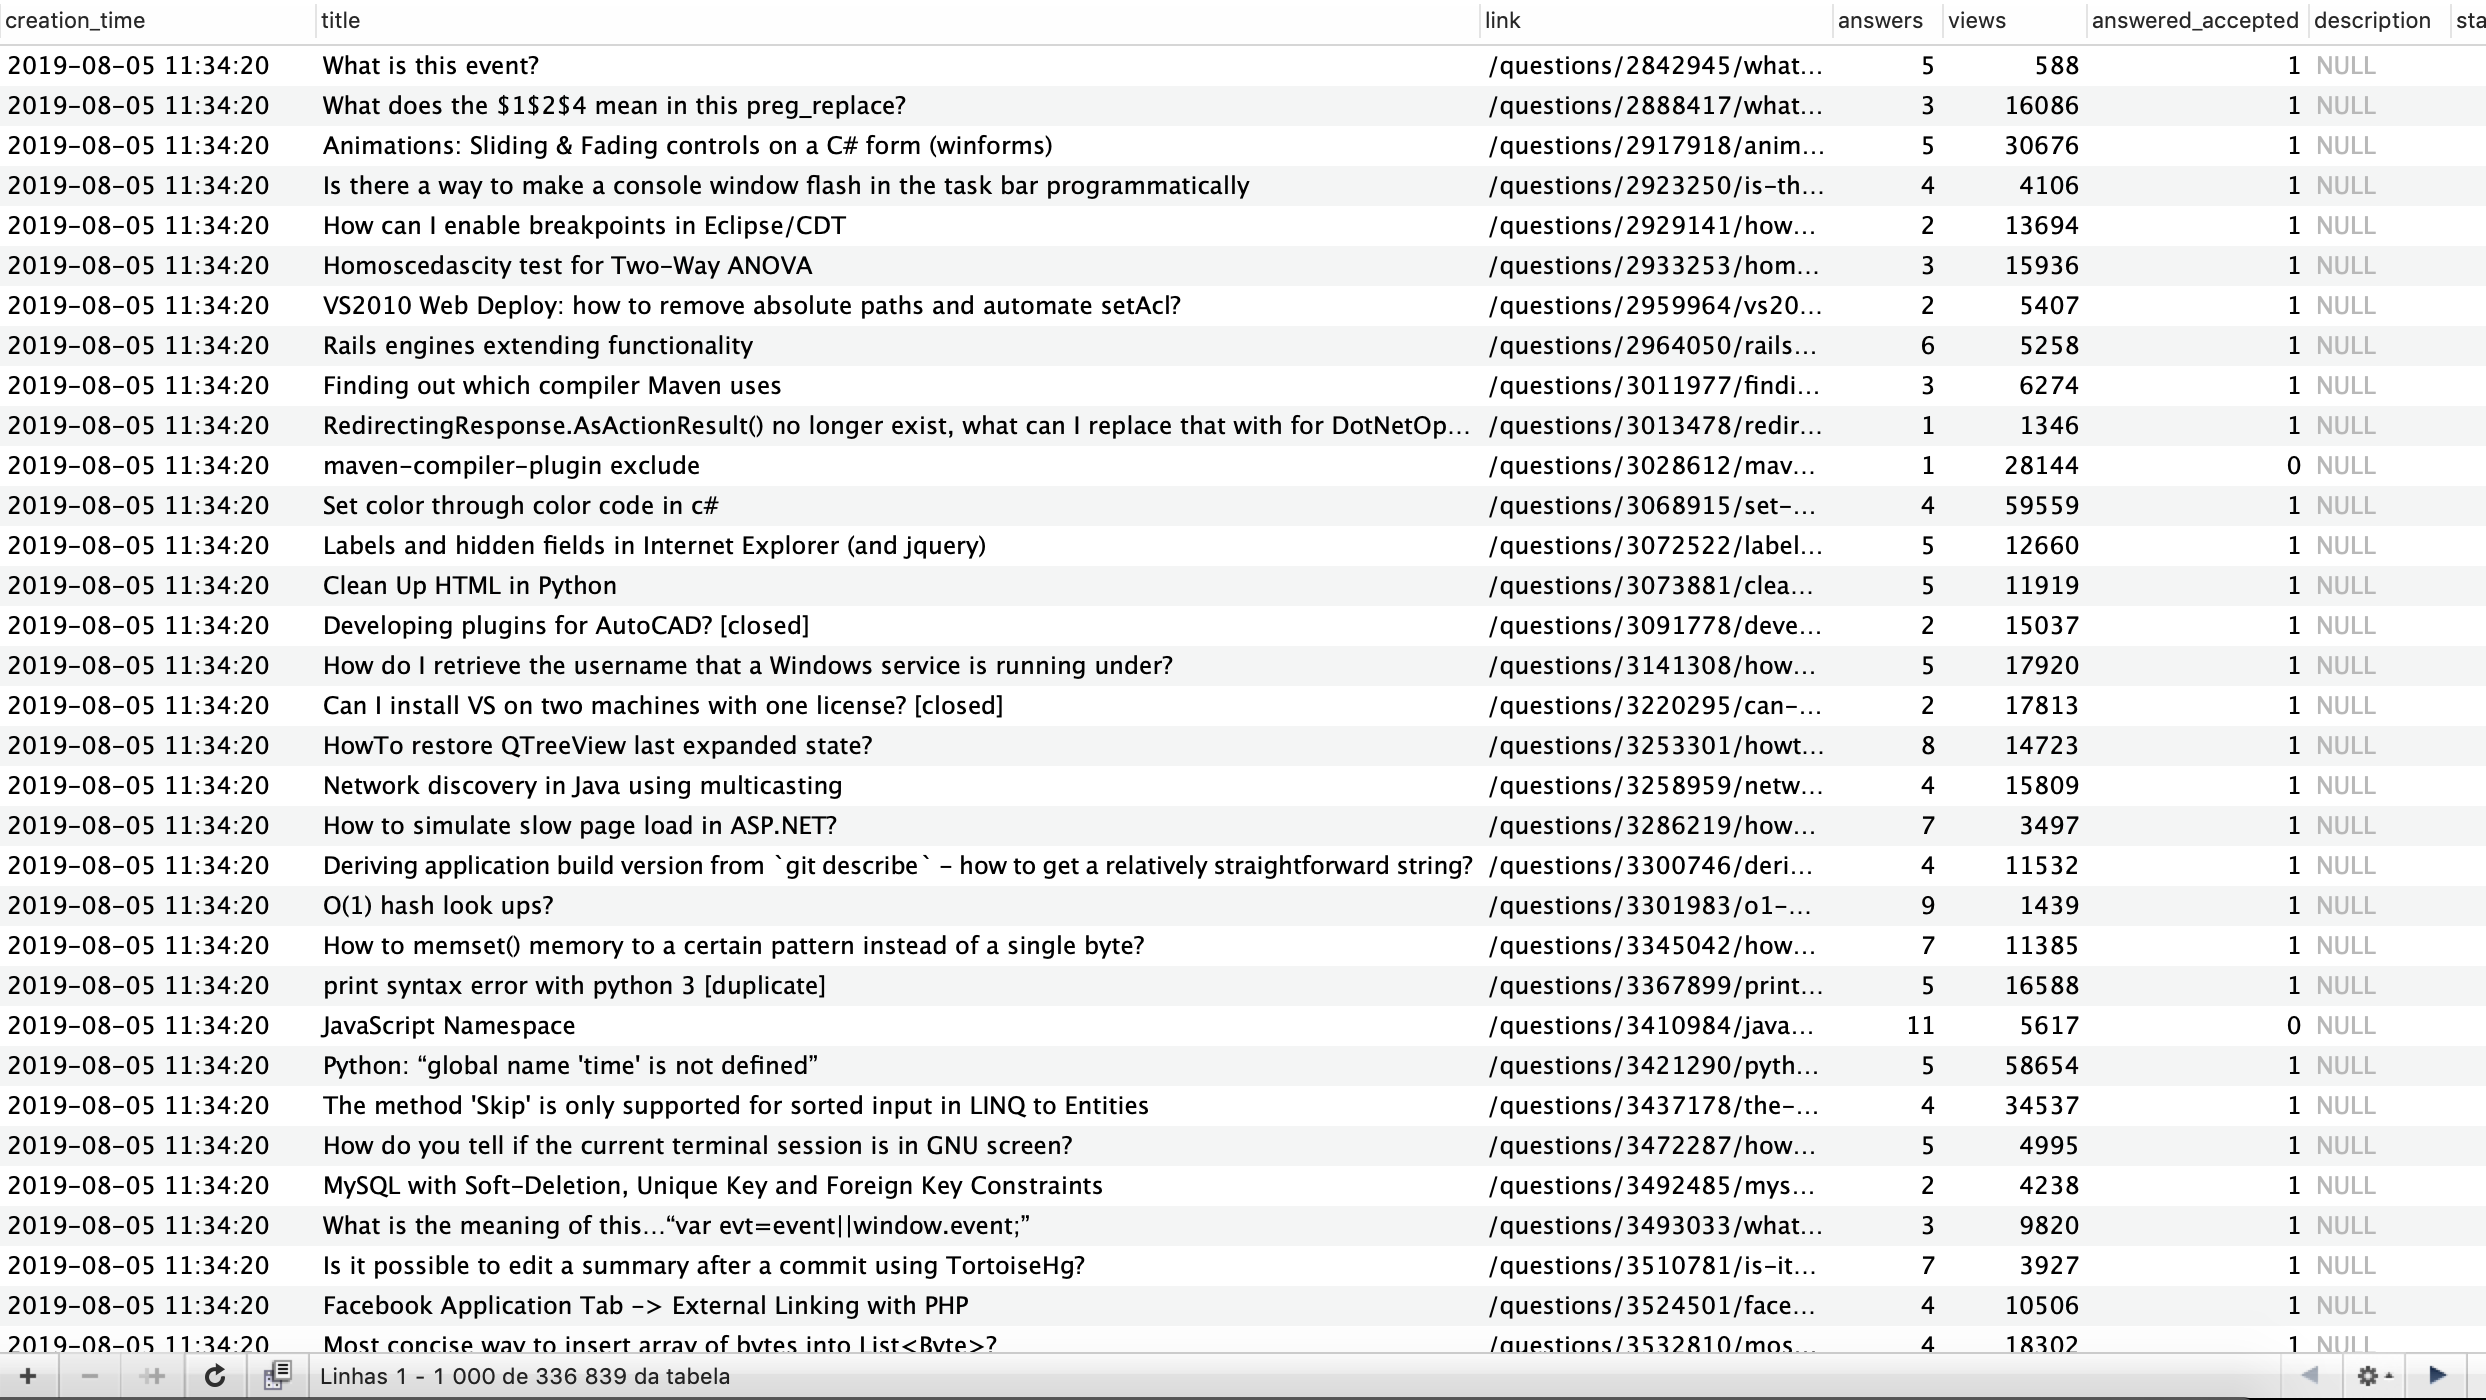 creation_time title link answers views answered_accepted description sta
2019-08-05 11:34:20 What is this event? /questions/2842945/what... 5 588 1 NULL
2019-08-05 11:34:20 What does the $1$2$4 mean in this preg_replace? /questions/2888417/what... 3 16086 1 NULL
2019-08-05 11:34:20 Animations: Sliding & Fading controls on a C# form (winforms) /questions/2917918/anim... 5 30676 1 NULL
2019-08-05 11:34:20 Is there a way to make a console window flash in the task bar programmatically /questions/2923250/is-th... 4 4106 1 NULL
2019-08-05 11:34:20 How can I enable breakpoints in Eclipse/CDT /questions/2929141/how... 2 13694 1 NULL
2019-08-05 11:34:20 Homoscedascity test for Two-Way ANOVA /questions/2933253/hom... 3 15936 1 NULL
2019-08-05 11:34:20 VS2010 Web Deploy: how to remove absolute paths and automate setAcl? /questions/2959964/vs20... 2 5407 1 NULL
2019-08-05 11:34:20 Rails engines extending functionality /questions/2964050/rails... 6 5258 1 NULL
2019-08-05 11:34:20 Finding out which compiler Maven uses /questions/3011977/findi... 3 6274 1 NULL
2019-08-05 11:34:20 RedirectingResponse.AsActionResult() no longer exist, what can I replace that with for DotNetOp... /questions/3013478/redir... 1 1346 1 NULL
2019-08-05 11:34:20 maven-compiler-plugin exclude /questions/3028612/mav... 1 28144 0 NULL
2019-08-05 11:34:20 Set color through color code in c# /questions/3068915/set-... 4 59559 1 NULL
2019-08-05 11:34:20 Labels and hidden fields in Internet Explorer (and jquery) /questions/3072522/label... 5 12660 1 NULL
2019-08-05 11:34:20 Clean Up HTML in Python /questions/3073881/clea... 5 11919 1 NULL
2019-08-05 11:34:20 Developing plugins for AutoCAD? [closed] /questions/3091778/deve... 2 15037 1 NULL
2019-08-05 11:34:20 How do I retrieve the username that a Windows service is running under? /questions/3141308/how... 5 17920 1 NULL
2019-08-05 11:34:20 Can I install VS on two machines with one license? [closed] /questions/3220295/can-... 2 17813 1 NULL
2019-08-05 11:34:20 HowTo restore QTreeView last expanded state? /questions/3253301/howt... 8 14723 1 NULL
2019-08-05 11:34:20 Network discovery in Java using multicasting /questions/3258959/netw... 4 15809 1 NULL
2019-08-05 11:34:20 How to simulate slow page load in ASP.NET? /questions/3286219/how... 7 3497 1 NULL
2019-08-05 11:34:20 Deriving application build version from `git describe` – how to get a relatively straightforward string? /questions/3300746/deri... 4 11532 1 NULL
2019-08-05 11:34:20 O(1) hash look ups? /questions/3301983/o1-... 9 1439 1 NULL
2019-08-05 11:34:20 How to memset() memory to a certain pattern instead of a single byte? /questions/3345042/how... 7 11385 1 NULL
2019-08-05 11:34:20 print syntax error with python 3 [duplicate] /questions/3367899/print... 5 16588 1 NULL
2019-08-05 11:34:20 JavaScript Namespace /questions/3410984/java... 11 5617 0 NULL
2019-08-05 11:34:20 Python: “global name 'time' is not defined” /questions/3421290/pyth... 5 58654 1 NULL
2019-08-05 11:34:20 The method 'Skip' is only supported for sorted input in LINQ to Entities /questions/3437178/the-... 4 34537 1 NULL
2019-08-05 11:34:20 How do you tell if the current terminal session is in GNU screen? /questions/3472287/how... 5 4995 1 NULL
2019-08-05 11:34:20 MySQL with Soft-Deletion, Unique Key and Foreign Key Constraints /questions/3492485/mys... 2 4238 1 NULL
2019-08-05 11:34:20 What is the meaning of this...“var evt=event||window.event;” /questions/3493033/what... 3 9820 1 NULL
2019-08-05 11:34:20 Is it possible to edit a summary after a commit using TortoiseHg? /questions/3510781/is-it... 7 3927 1 NULL
2019-08-05 11:34:20 Facebook Application Tab -> External Linking with PHP /questions/3524501/face... 4 10506 1 NULL
2019-08-05 11:34:20 Most concise way to insert array of bytes into List<Byte>? /questions/3532810/mos... 4 18302 1 NULL
Linhas 1 - 1 000 de 336 839 da tabela